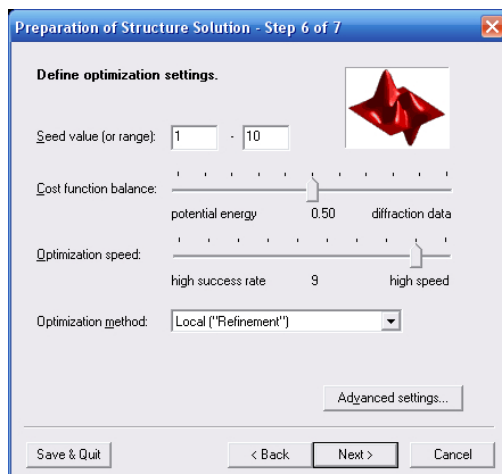 Preparation of Structure Solution - Step 6 of 7
Define optimization settings.
Seed value (or range): 1 - 10
Cost function balance:
potential energy 0.50 diffraction data
Optimization speed:
high success rate 9 high speed
Optimization method: Local ("Refinement")
Advanced settings...
Save & Quit < Back Next > Cancel